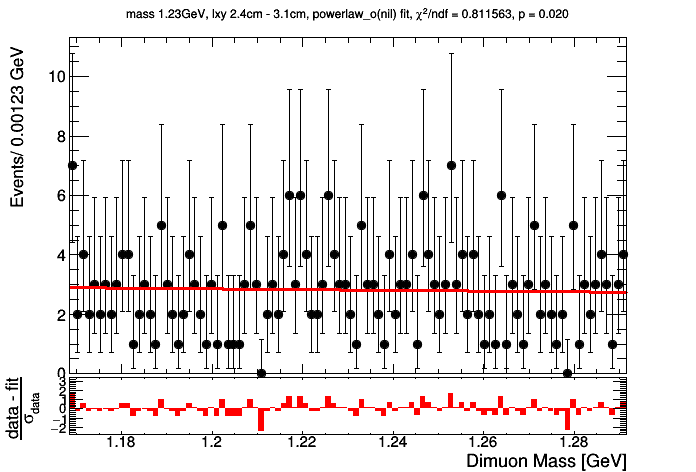 mass 1.23GeV, lxy 2.4cm - 3.1cm, powerlaw_o(nil) fit, χ²/ndf = 0.811563, p = 0.020
Events/ 0.00123 GeV
10
8
6
4
2
0
data - fit
σdata
3
2
1
0
−1
−2
1.18 1.2 1.22 1.24 1.26 1.28
Dimuon Mass [GeV]